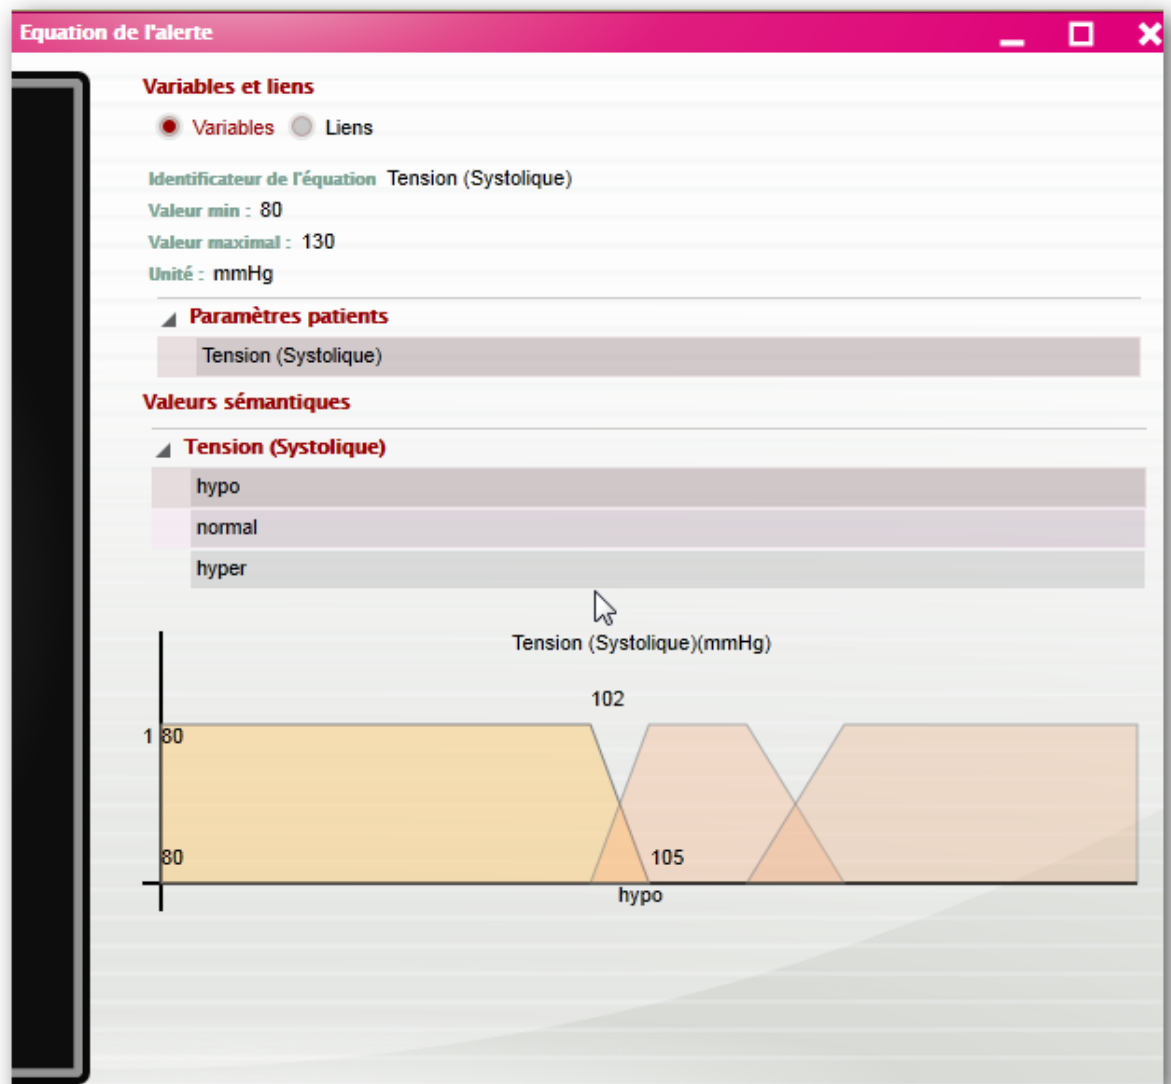 Equation de l'alerte
Variables et liens
Variables Liens
Identificateur de l'équation Tension (Systolique)
Valeur min : 80
Valeur maximal : 130
Unité : mmHg
Paramètres patients
Tension (Systolique)
Valeurs sémantiques
Tension (Systolique)
hypo
normal
hyper
Tension (Systolique)(mmHg)
102
1 80
80 105
hypo